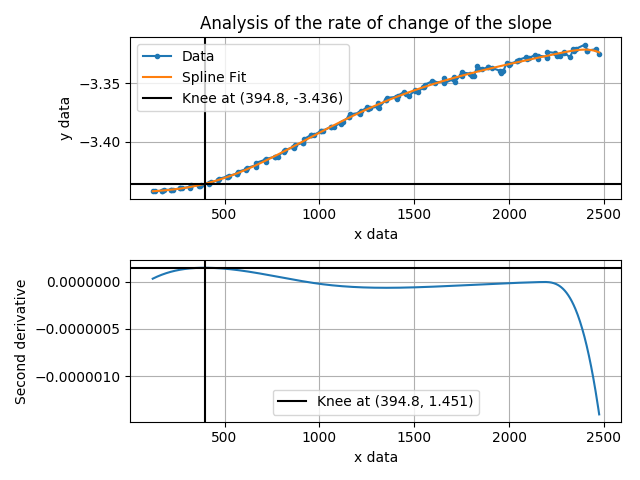 Analysis of the rate of change of the slope
Data
Spline Fit
Knee at (394.8, -3.436)
−3.35
−3.40
y data
500 1000 1500 2000 2500
x data
0.0000000
−0.0000005
−0.0000010
Second derivative
Knee at (394.8, 1.451)
500 1000 1500 2000 2500
x data